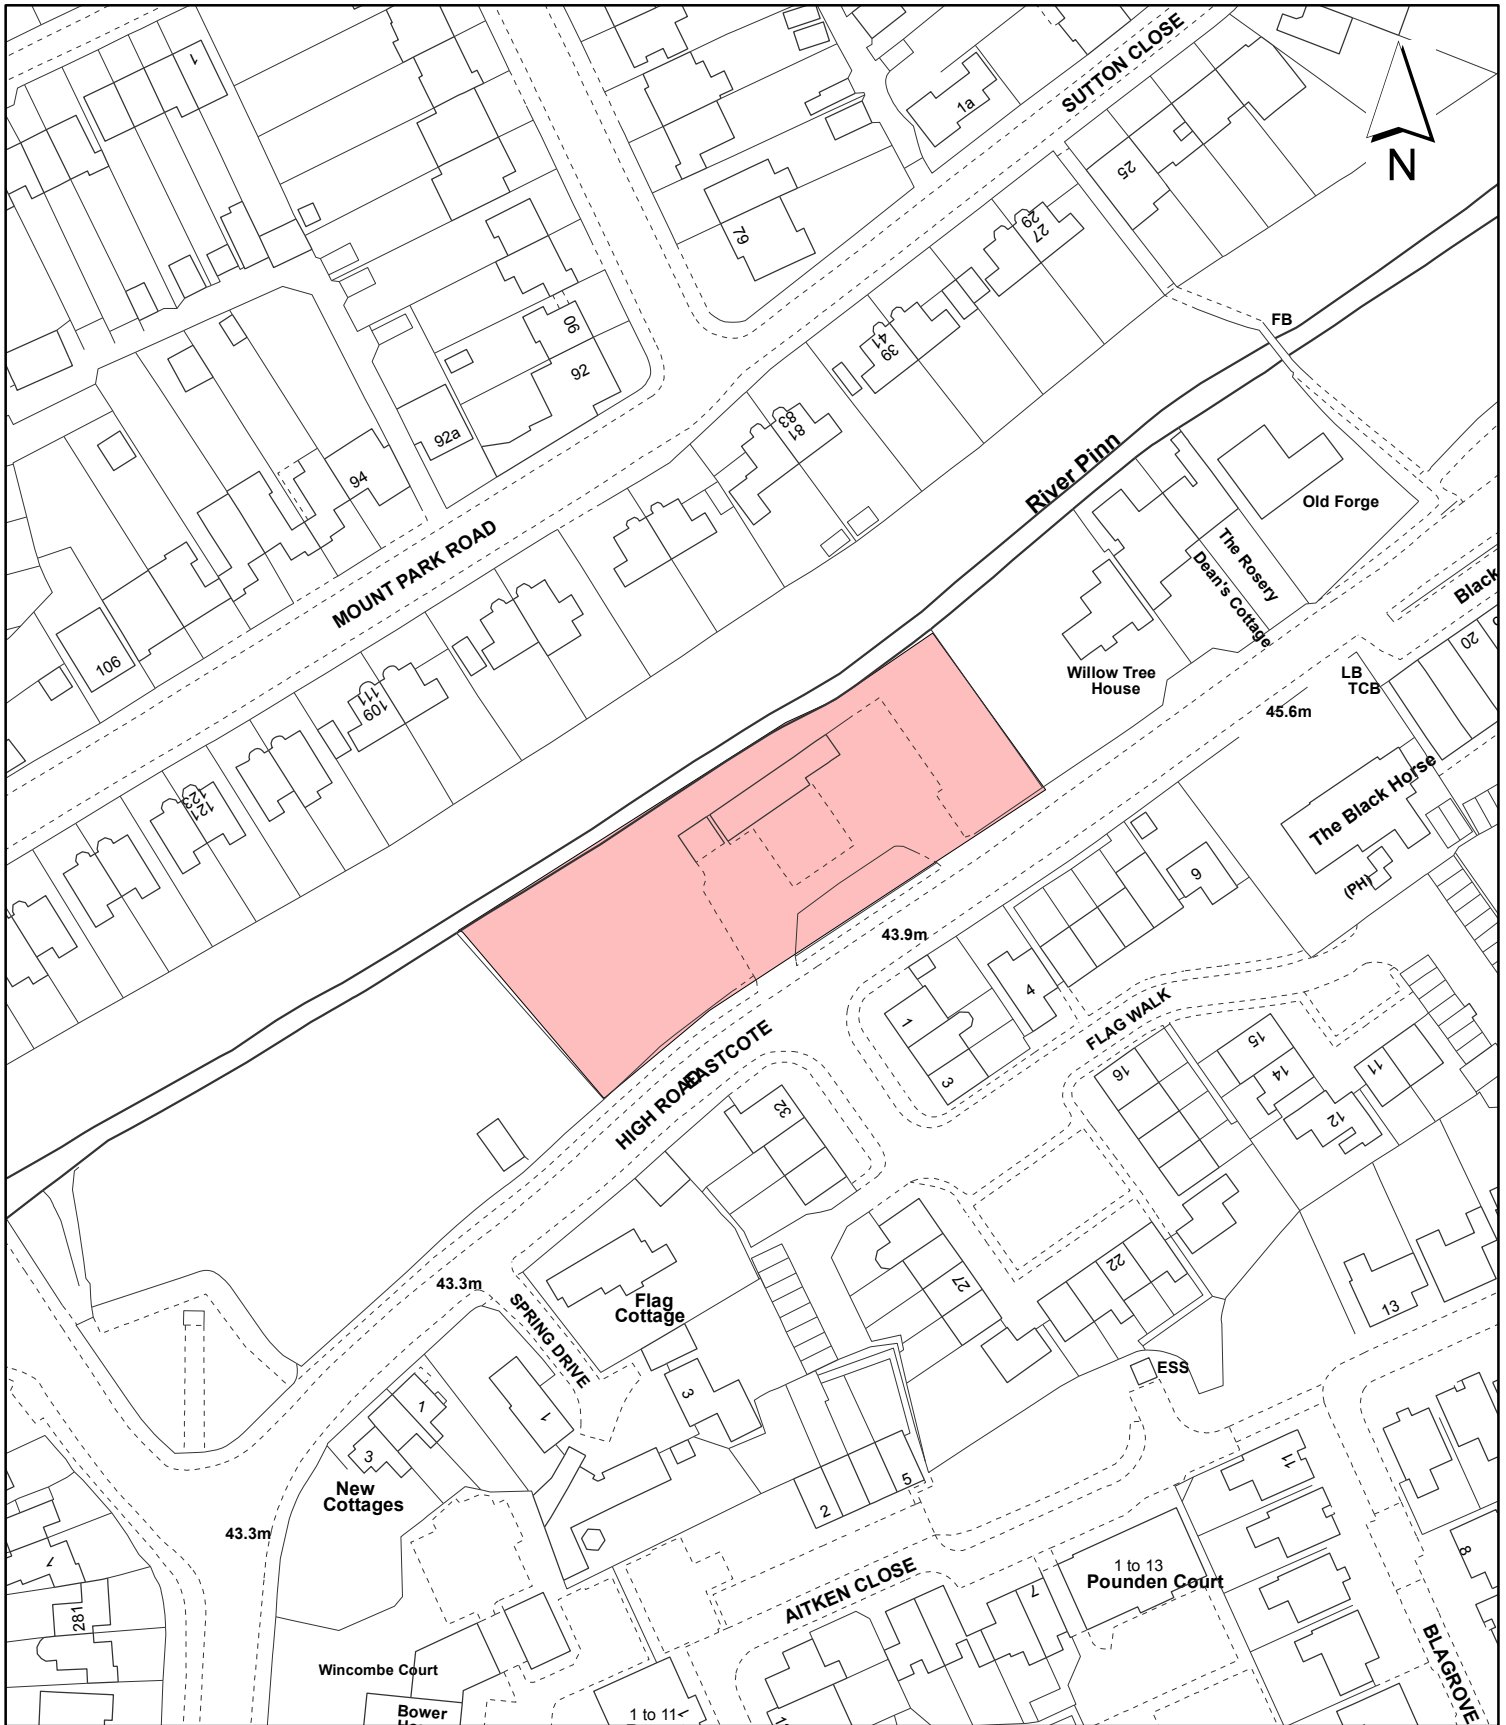 SUTTON CLOSE
1
1a
N
25
79
29
27
FB
90
41
39
92
83
81
92a
River Pinn
94
Old Forge
MOUNT PARK ROAD
The Rosery
Dean's Cottage
Black
20
106
Willow Tree
House
LB
TCB
111
109
45.6m
123
121
The Black Horse
(PH)
9
43.9m
4
1
FLAG WALK
EASTCOTE
HIGH ROAD
3
15
16
14
11
12
32
43.3m
Flag
Cottage
SPRING DRIVE
27
22
13
ESS
1
3
1
3
New
Cottages
2
5
11
43.3m
7
1 to 13
Pounden Court
8
AITKEN CLOSE
7
281
BLAGROVE
Wincombe Court
Bower
1 to 11